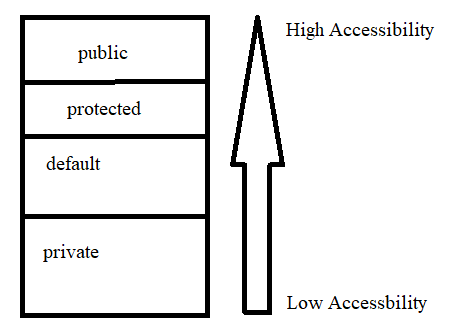 public
High Accessibility
protected
default
private
Low Accessbility